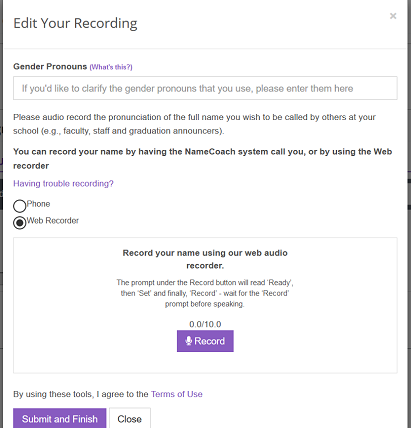 Edit Your Recording
×
Gender Pronouns (What's this?)
If you'd like to clarify the gender pronouns that you use, please enter them here
Please audio record the pronunciation of the full name you wish to be called by others at your
school (e.g., faculty, staff and graduation announcers).
You can record your name by having the NameCoach system call you, or by using the Web
recorder
Having trouble recording?
Phone
Web Recorder
Record your name using our web audio
recorder.
The prompt under the Record button will read 'Ready',
then 'Set' and finally, 'Record' - wait for the 'Record'
prompt before speaking.
0.0/10.0
Record
By using these tools, I agree to the Terms of Use
Submit and Finish
Close